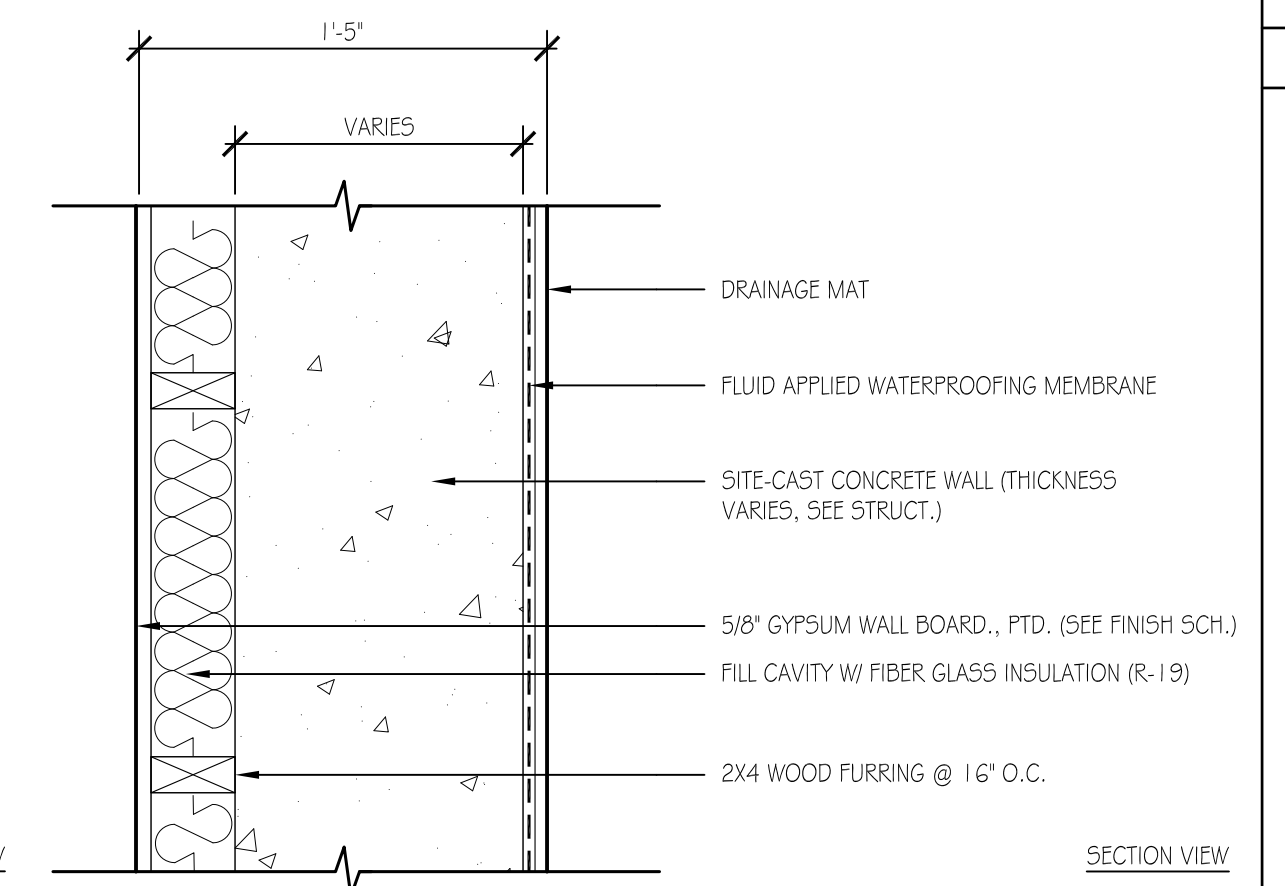 1'-5"
VARIES
DRAINAGE MAT
FLUID APPLIED WATERPROOFING MEMBRANE
SITE-CAST CONCRETE WALL (THICKNESS
VARIES, SEE STRUCT.)
5/8" GYPSUM WALL BOARD., PTD. (SEE FINISH SCH.)
FILL CAVITY W/ FIBER GLASS INSULATION (R-19)
2X4 WOOD FURRING @ 16" O.C.
SECTION VIEW